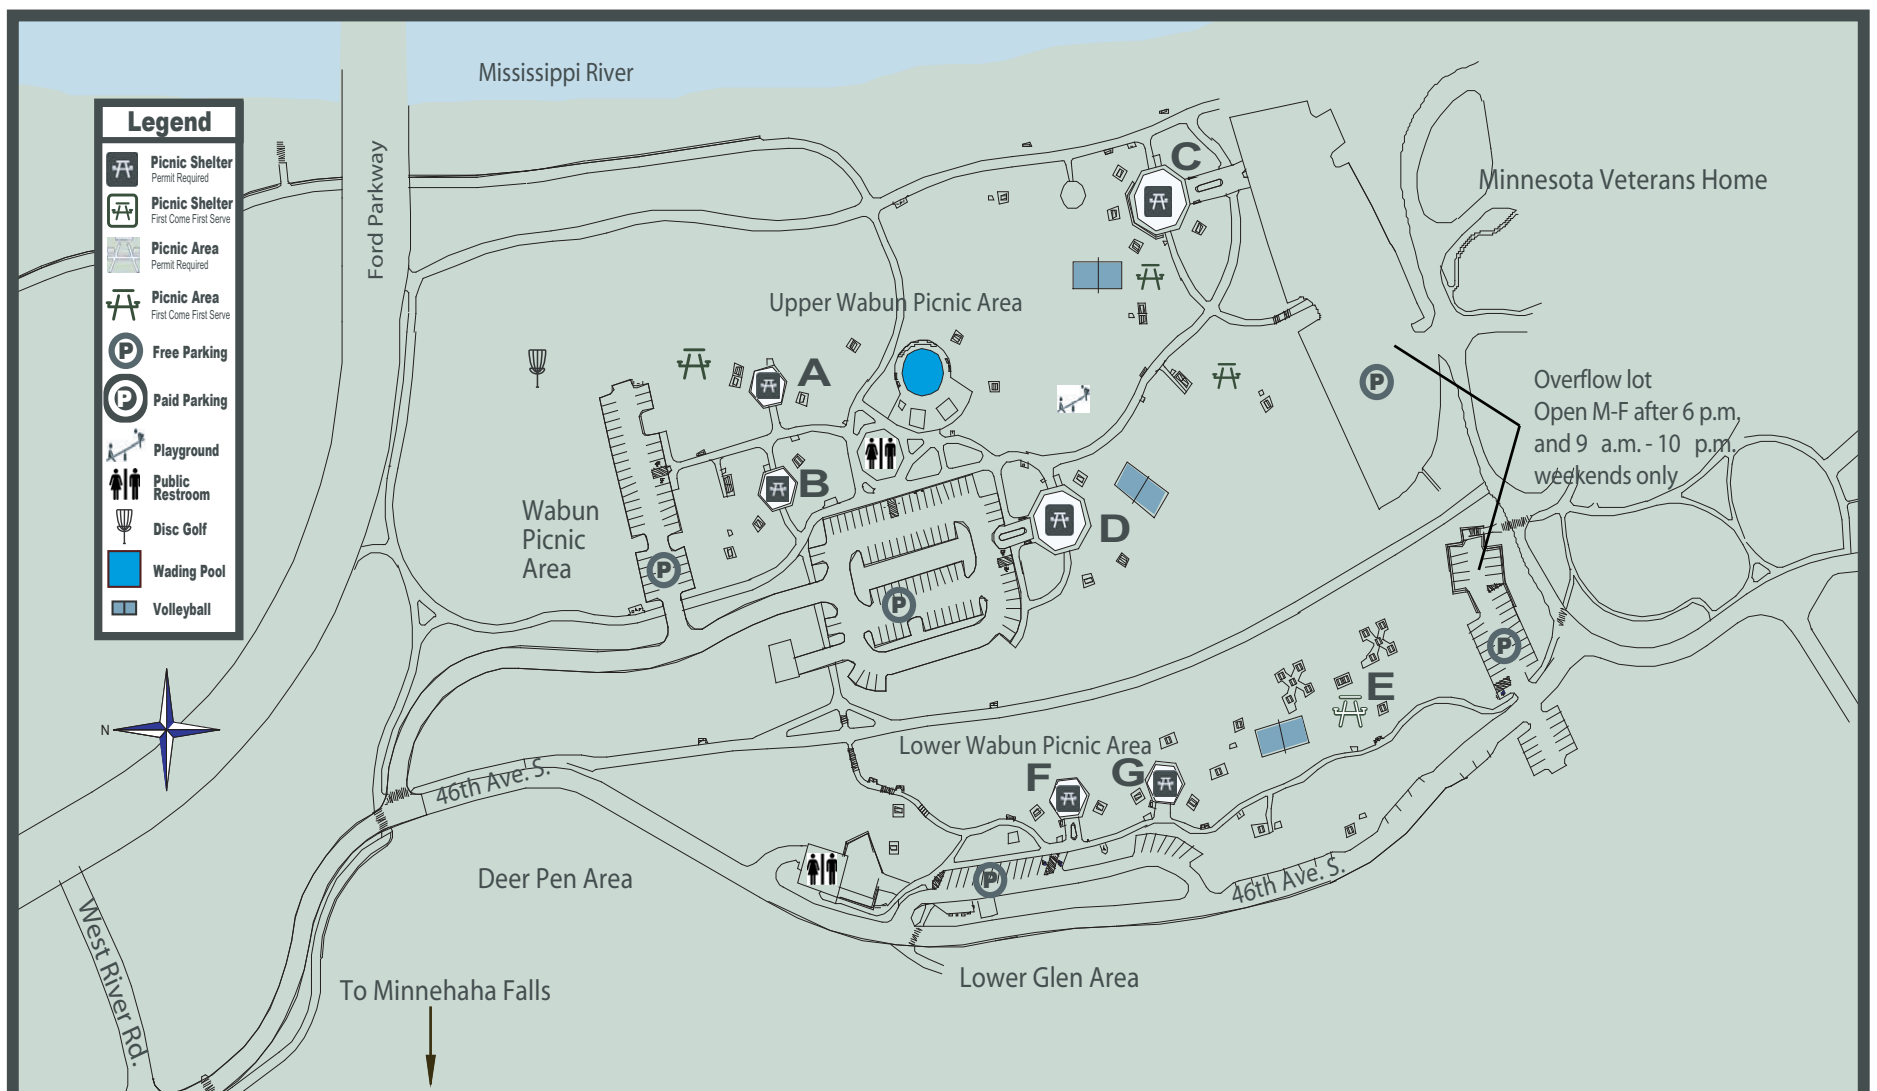 Mississippi River
Legend
Picnic Shelter
Permit Required
Picnic Shelter
First Come First Serve
Picnic Area
Permit Required
Picnic Area
First Come First Serve
P
Free Parking
P
Paid Parking
Playground
Public
Restroom
Disc Golf
Wading Pool
Volleyball
Ford Parkway
C
Minnesota Veterans Home
Upper Wabun Picnic Area
A
P
Overflow lot
Open M-F after 6 p.m,
and 9 a.m. - 10 p.m.
weekends only
B
Wabun
Picnic
Area
D
P
P
P
E
N
Lower Wabun Picnic Area
F
G
46th Ave. S.
P
46th Ave. S.
Deer Pen Area
West River Rd.
Lower Glen Area
To Minnehaha Falls